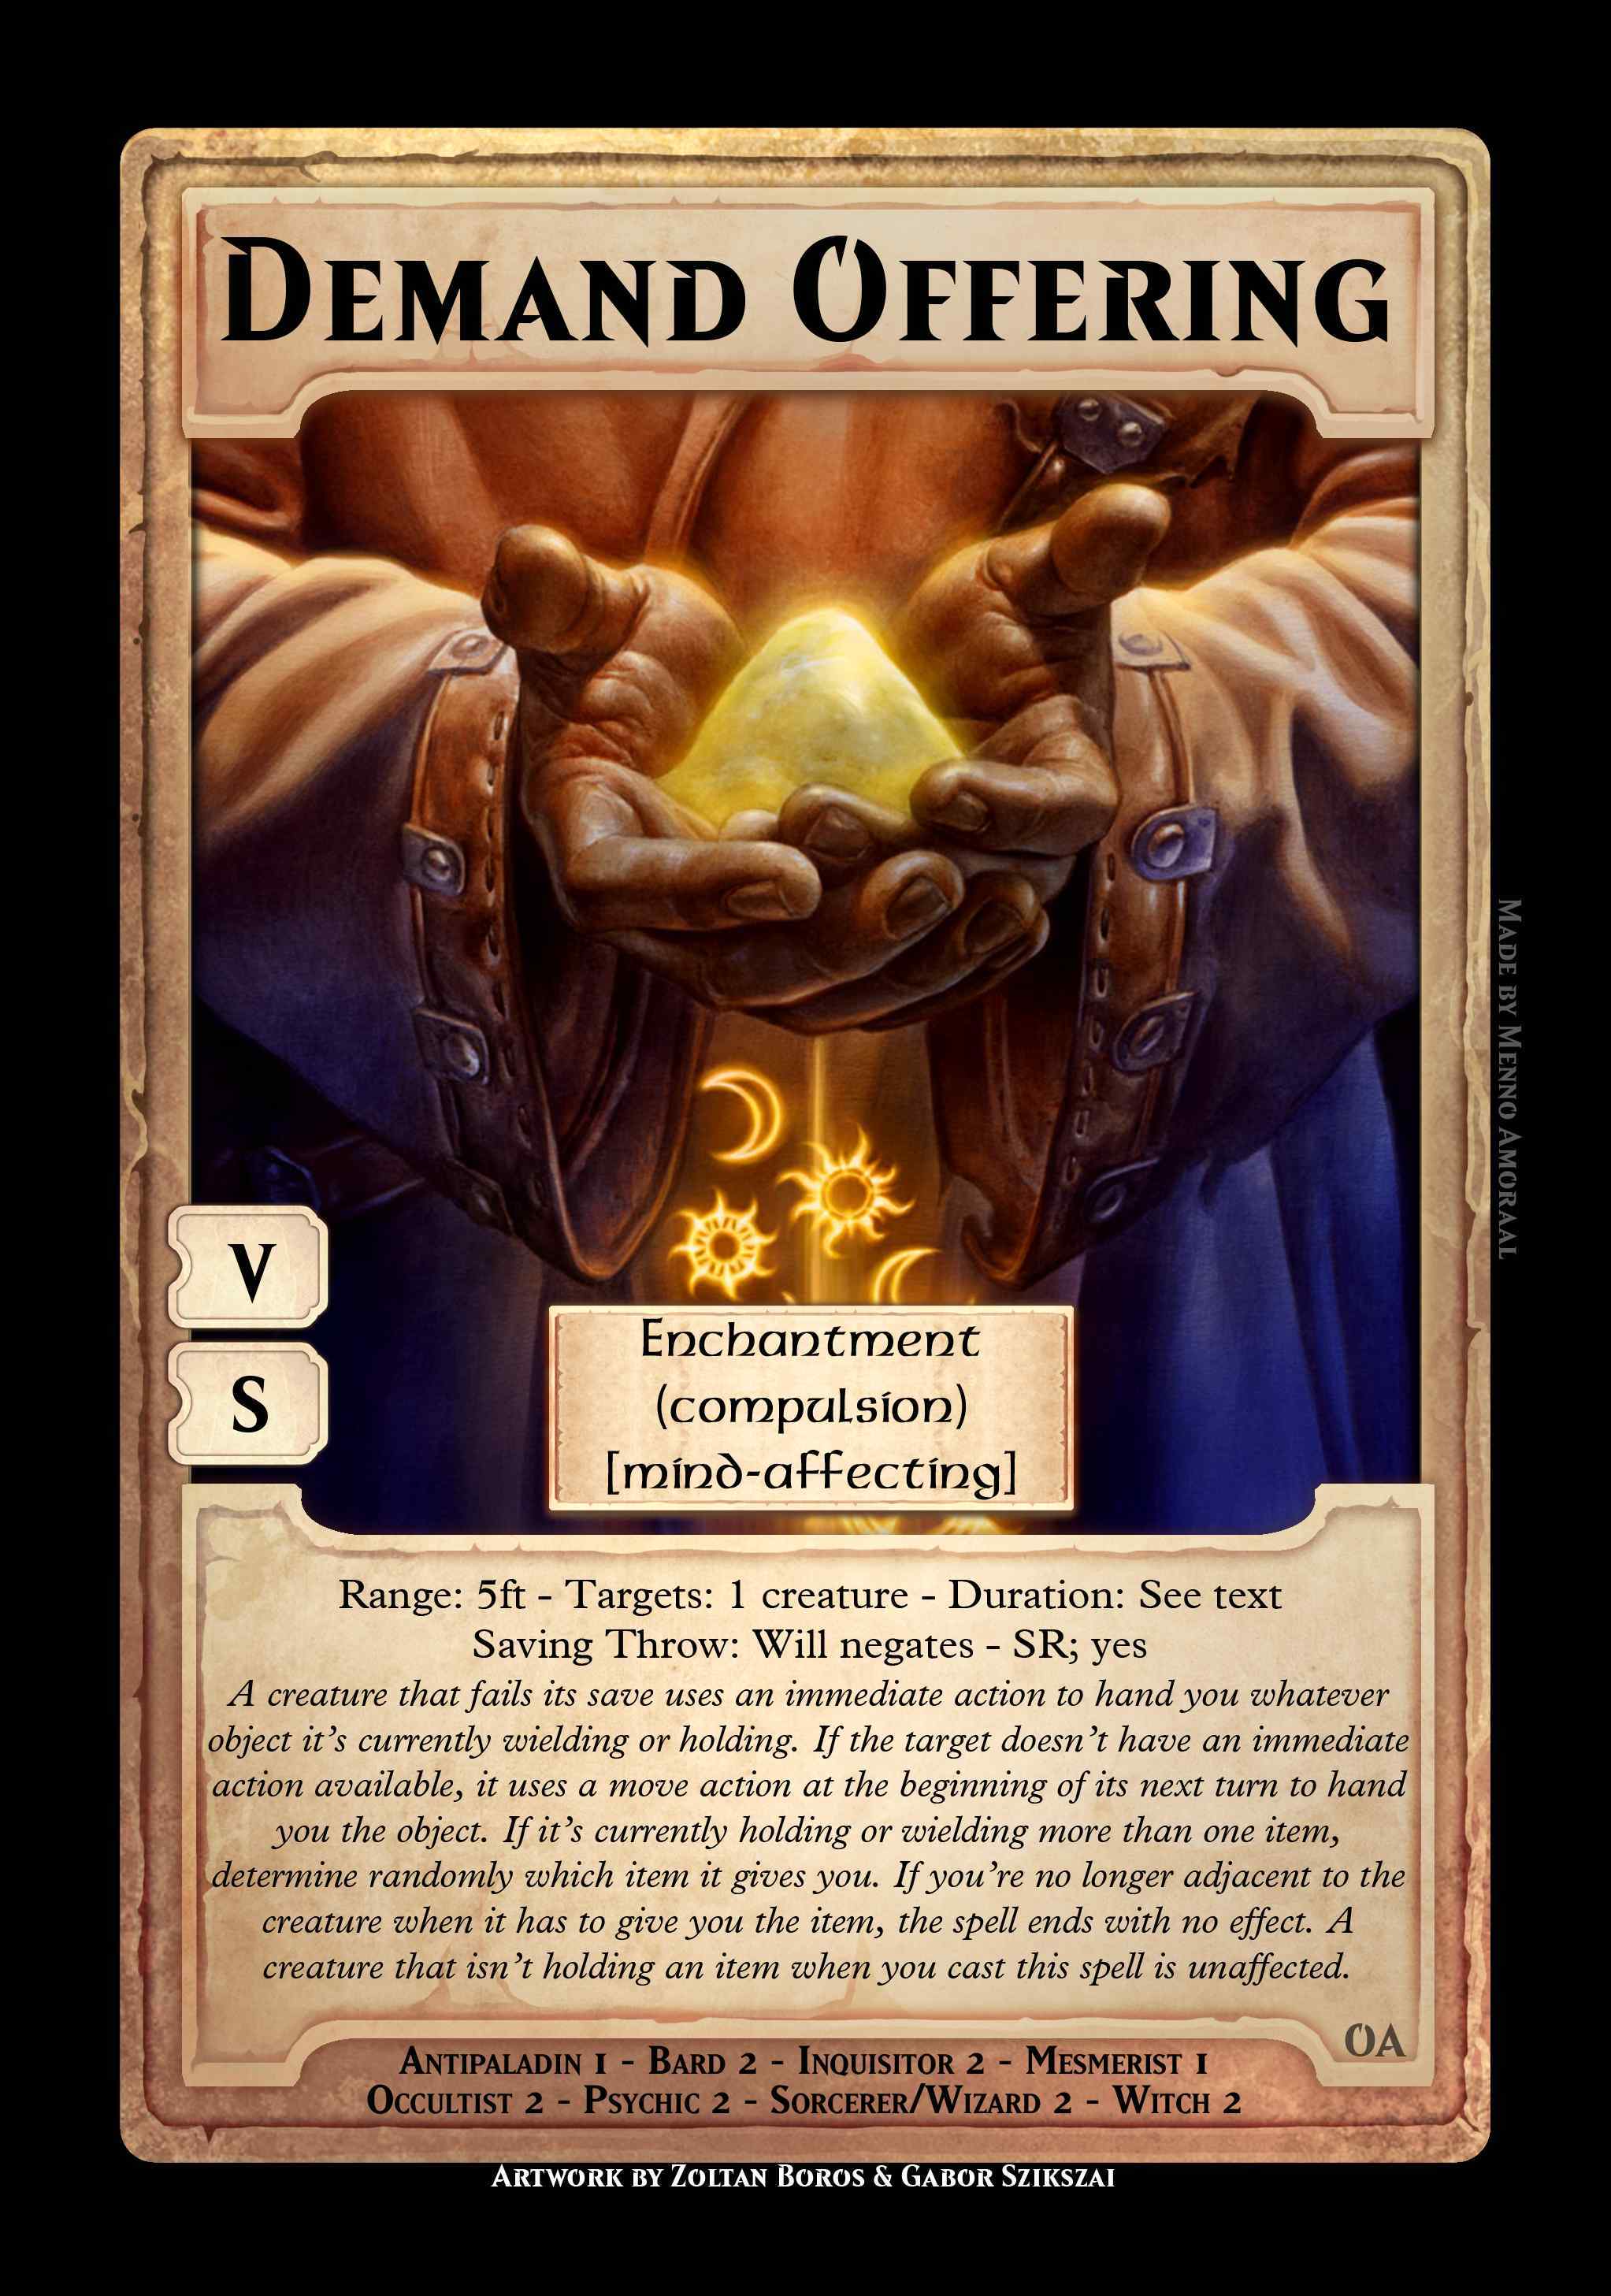 Demand Offering
Made by Menno Amoraal
V
S
Enchantment
(compulsion)
[mind-affecting]
Range: 5ft - Targets: 1 creature - Duration: See text
Saving Throw: Will negates - SR; yes
A creature that fails its save uses an immediate action to hand you whatever
object it's currently wielding or holding. If the target doesn't have an immediate
action available, it uses a move action at the beginning of its next turn to hand
you the object. If it's currently holding or wielding more than one item,
determine randomly which item it gives you. If you're no longer adjacent to the
creature when it has to give you the item, the spell ends with no effect. A
creature that isn't holding an item when you cast this spell is unaffected.
OA
Antipaladin 1 - Bard 2 - Inquisitor 2 - Mesmerist 1
Occultist 2 - Psychic 2 - Sorcerer/Wizard 2 - Witch 2
Artwork by Zoltan Boros & Gabor Szikszai